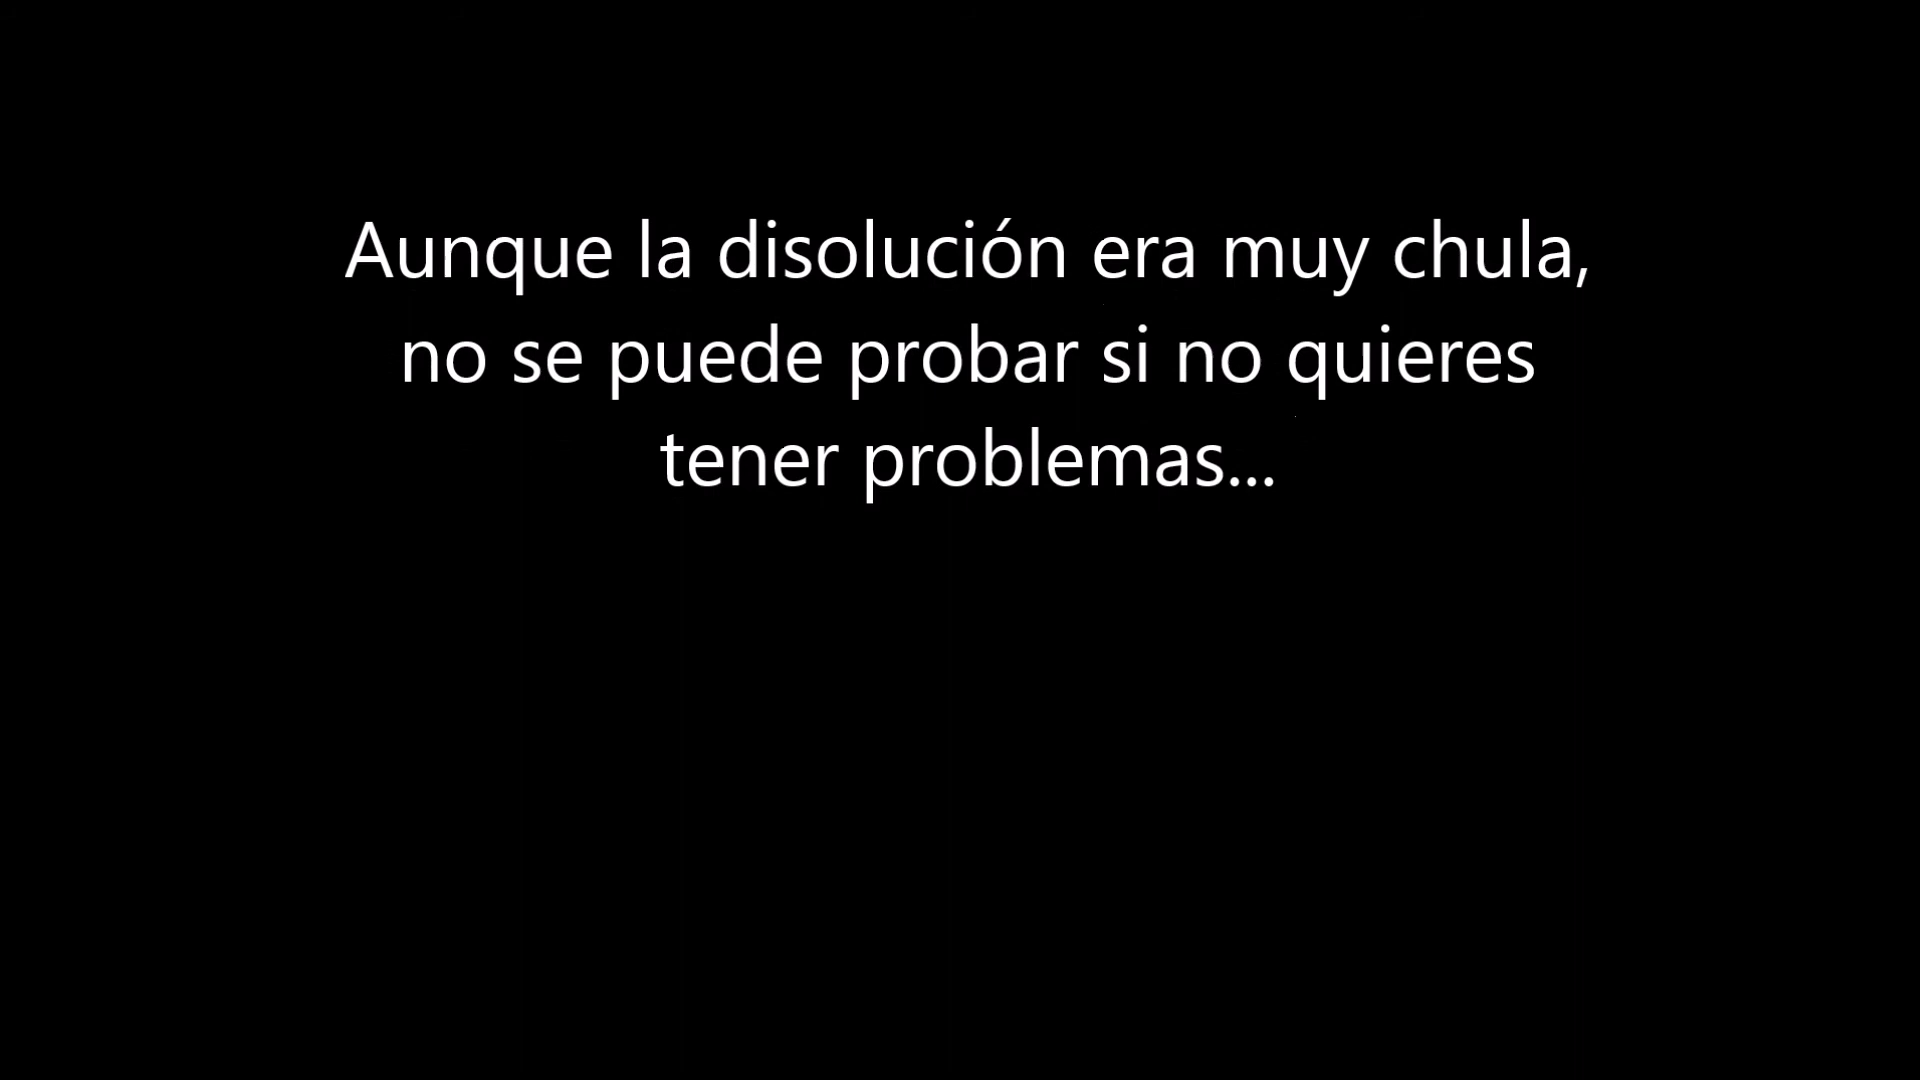 Aunque la disolución era muy chula,
no se puede probar si no quieres
tener problemas...